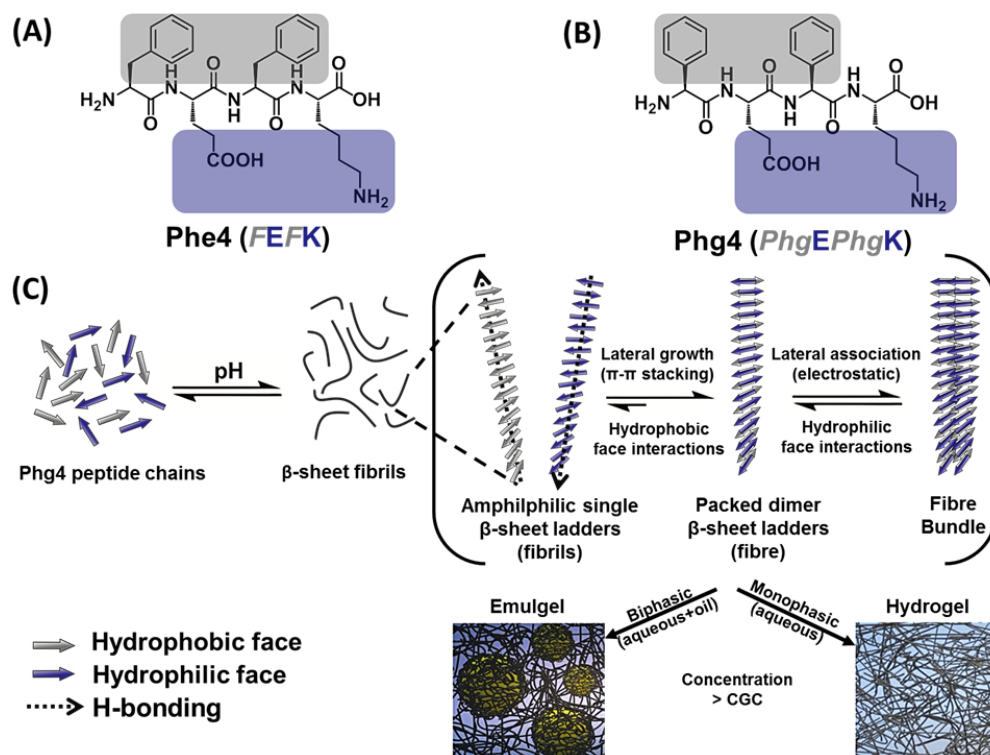 (A)
H₂N
O
H
N
O
N
H
O
H
N
O
OH
COOH
NH₂
Phe4 (FEFK)
(B)
H₂N
O
H
N
O
N
H
O
H
N
O
OH
COOH
NH₂
Phg4 (PhgEPhgK)
(C)
pH
Phg4 peptide chains
β-sheet fibrils
Lateral growth
(π-π stacking)
Hydrophobic
face interactions
Lateral association
(electrostatic)
Hydrophilic
face interactions
Amphilphilic single
β-sheet ladders
(fibrils)
Packed dimer
β-sheet ladders
(fibre)
Fibre
Bundle
Hydrophobic face
Hydrophilic face
H-bonding
Emulgel
Biphasic
(aqueous+oil)
Monophasic
(aqueous)
Hydrogel
Concentration
> CGC